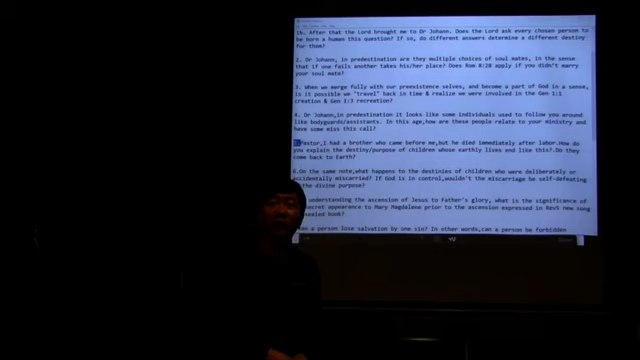 1b. After that the Lord brought me to Dr Johann. Does the Lord ask every chosen person to
be born a human this question? If so, do different answers determine a different destiny
for them?
2. Dr Johann, in predestination are they multiple choices of soul mates, in the sense
that if one fails another takes his/her place? Does Rom 8:28 apply if you didn't marry
your soul mate?
3. When we merge fully with our preexistence selves, and become a part of God in a sense,
is it possible we "travel" back in time & realize we were involved in the Gen 1:1
creation & Gen 1:3 recreation?
4. Dr Johann,in predestination it looks like some individuals used to follow you around
like bodyguards/assistants. In this age,how are these people relate to your ministry and
have some miss this call?
5. Pastor,I had a brother who came before me,but he died immediately after labor.How do
you explain the destiny/purpose of children whose earthly lives end like this?. Do they
come back to Earth?
6.On the same note,what happens to the destinies of children who were deliberately or
accidentally miscarried? If God is in control,wouldn't the miscarriage be self-defeating
the divine purpose?
understanding the ascension of Jesus to Father's glory, what is the significance of
secret appearance to Mary Magdalene prior to the ascension expressed in Rev5 new song
sealed book?
a person lose salvation by one sin? In other words,can a person be forbidden